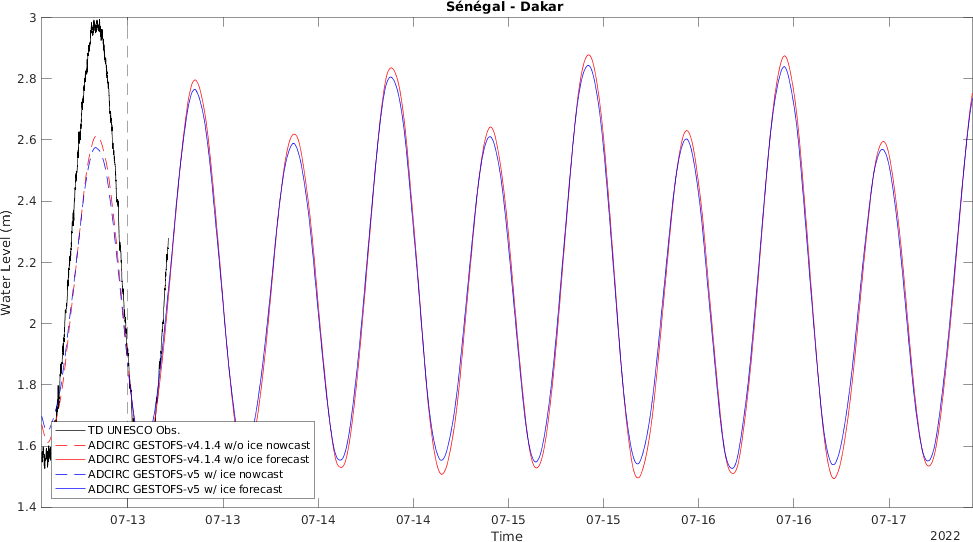 Sénégal - Dakar
3
2.8
2.6
2.4
2.2
2
1.8
1.6
1.4
Water Level (m)
TD UNESCO Obs.
ADCIRC GESTOFS-v4.1.4 w/o ice nowcast
ADCIRC GESTOFS-v4.1.4 w/o ice forecast
ADCIRC GESTOFS-v5 w/ ice nowcast
ADCIRC GESTOFS-v5 w/ ice forecast
07-13 07-13 07-14 07-14 07-15 07-15 07-16 07-16 07-17
Time
2022